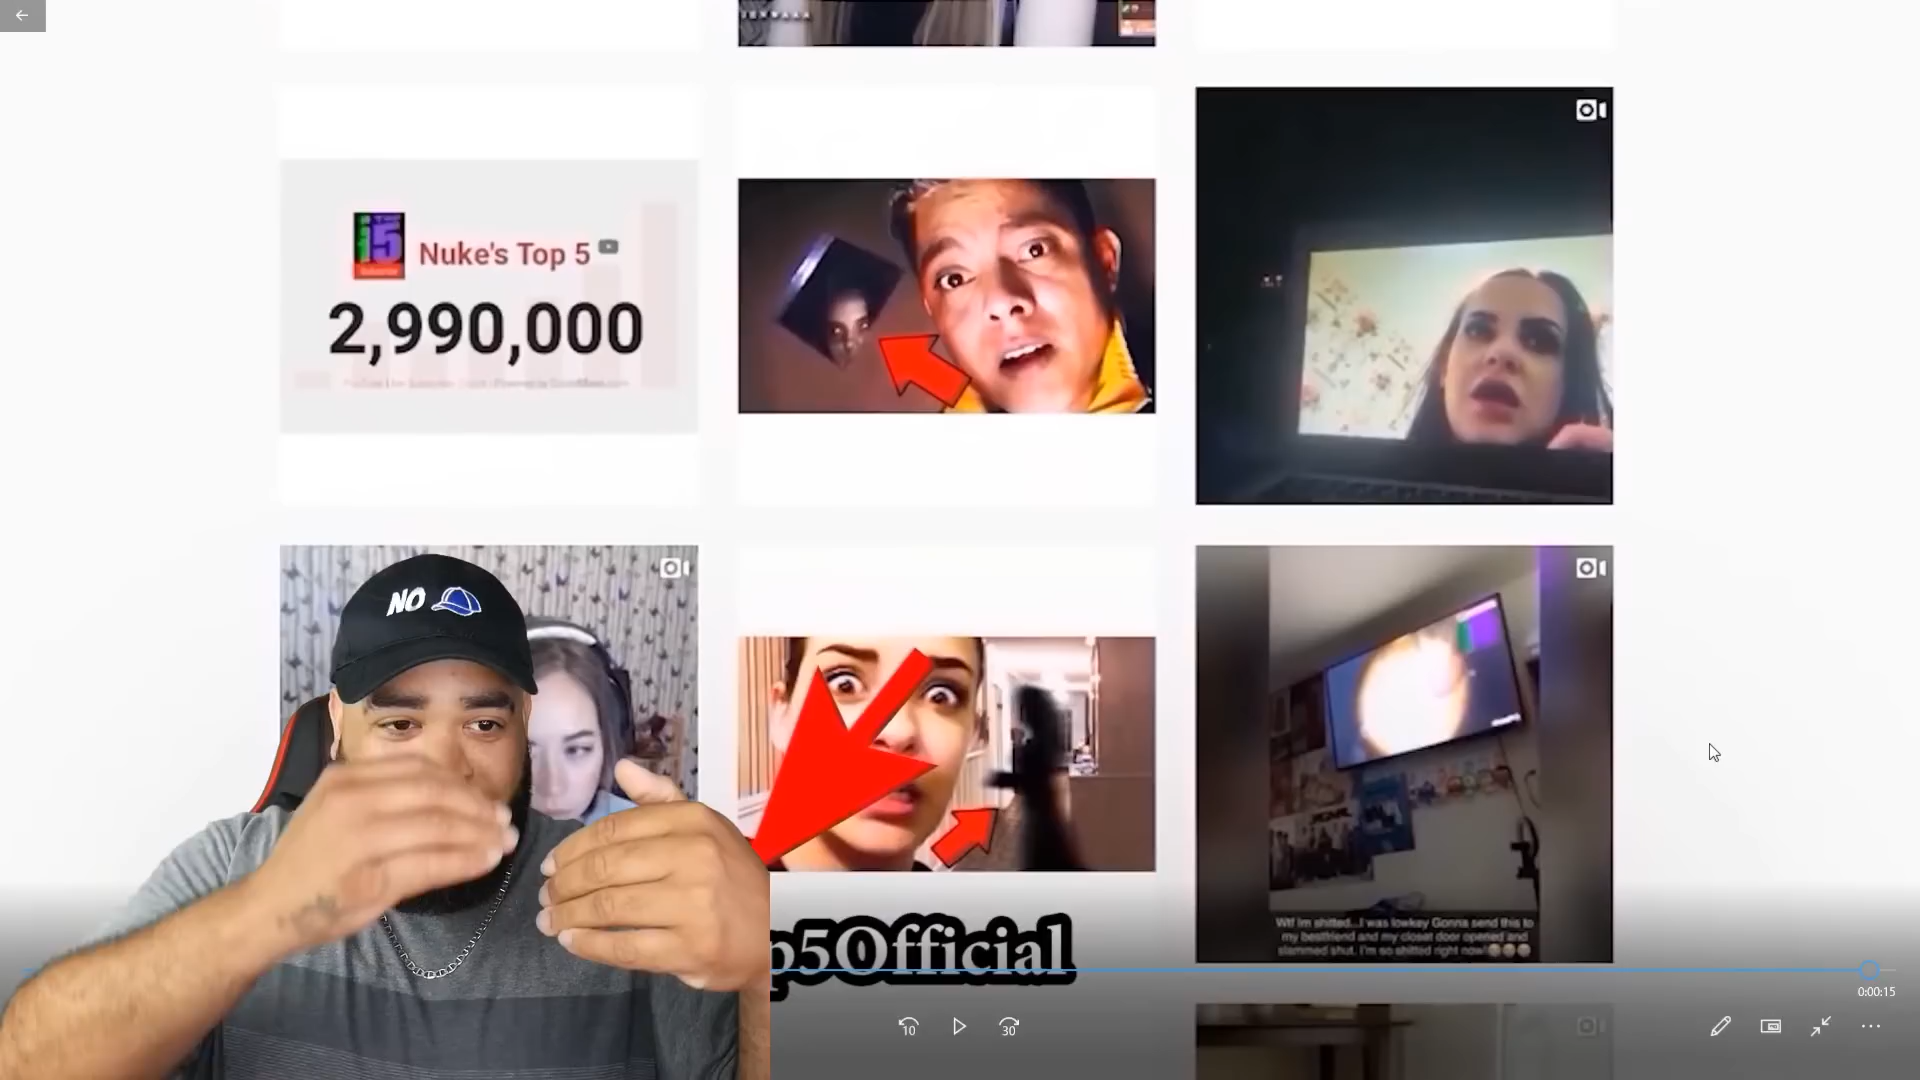 Nuke's Top 5
2,990,000
NO
p5Official
Wtf Im shitted...I was lowkey Gonna send this to
my bestfriend and my closet door opened and
slammed shut. I'm so shitted right now
0:00:15
10
30